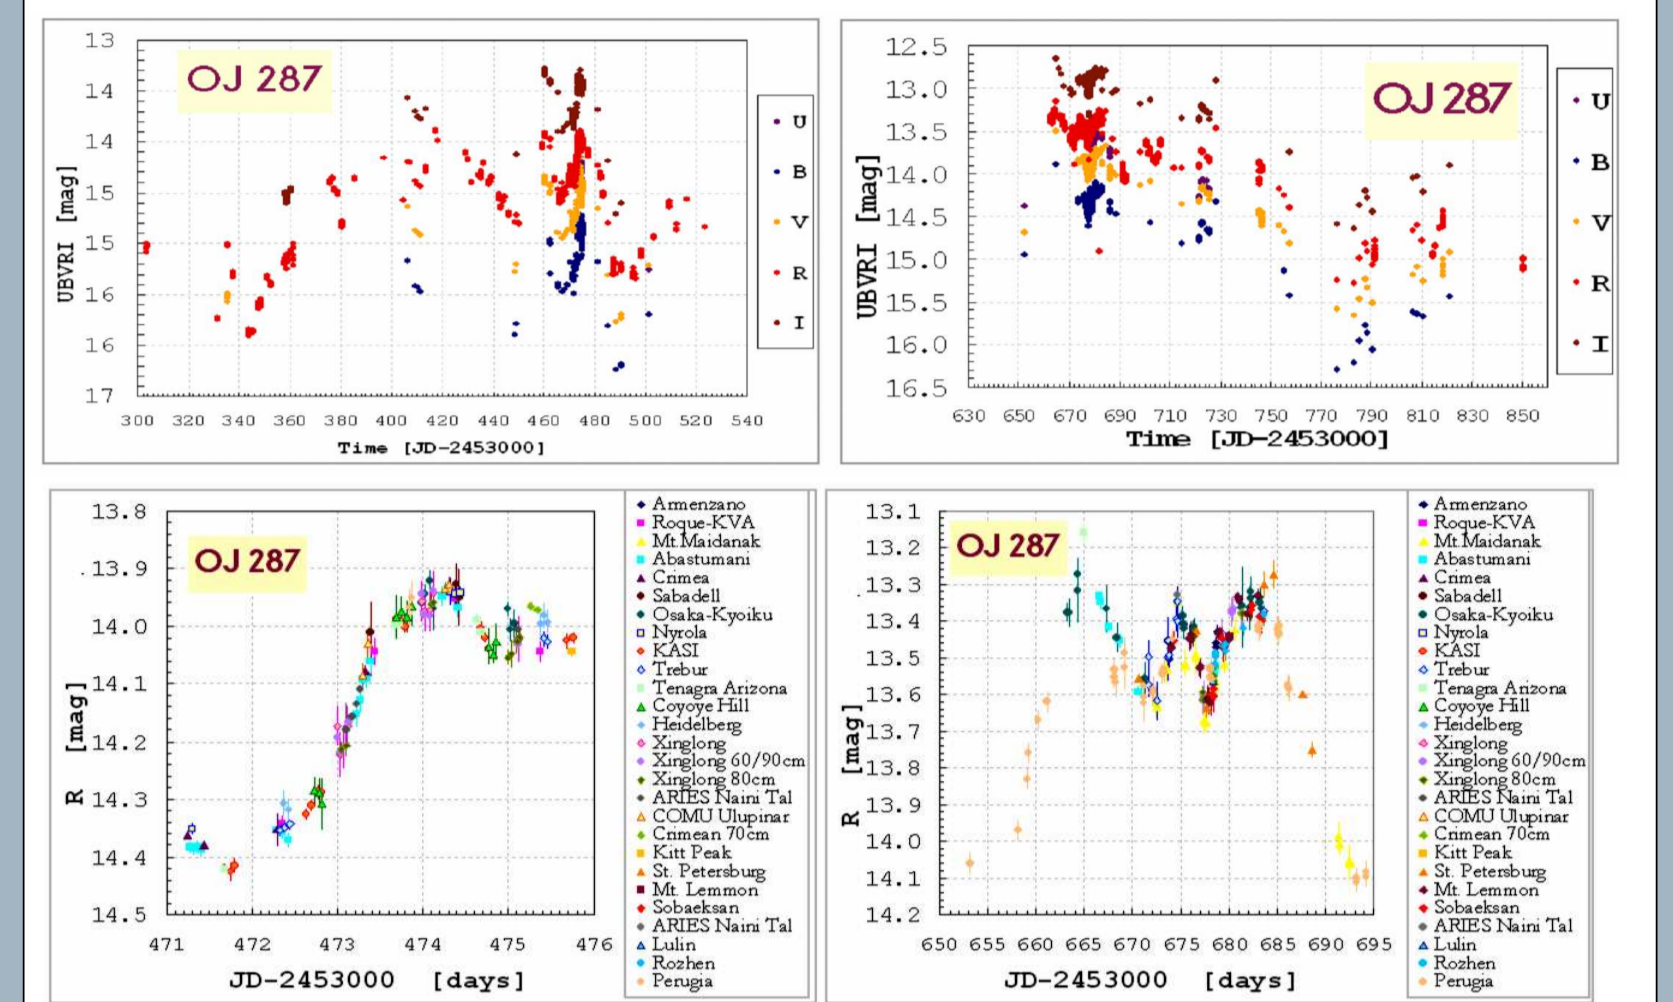 OJ 287
13
14
14
15
15
16
16
17
UBVRI [mag]
300 320 340 360 380 400 420 440 460 480 500 520 540
Time [JD-2453000]
U
B
V
R
I
OJ 287
12.5
13.0
13.5
14.0
14.5
15.0
15.5
16.0
16.5
UBVRI [mag]
630 650 670 690 710 730 750 770 790 810 830 850
Time [JD-2453000]
U
B
V
R
I
OJ 287
13.8
13.9
14.0
14.1
14.2
14.3
14.4
14.5
R [mag]
471 472 473 474 475 476
JD-2453000 [days]
Armenzano
Roque-KVA
Mt.Maidanak
Abastumani
Crimea
Sabadell
Osaka-Kyoiku
Nyrola
KASI
Trebur
Tenagra Arizona
Coyoye Hill
Heidelberg
Xinglong
Xinglong 60/90cm
Xinglong 80cm
ARIES Naini Tal
COMU Ulupinar
Crimean 70cm
Kitt Peak
St. Petersburg
Mt. Lemmon
Sobaeksan
ARIES Naini Tal
Lulin
Rozhen
Perugia
OJ 287
13.1
13.2
13.3
13.4
13.5
13.6
13.7
13.8
13.9
14.0
14.1
14.2
R [mag]
650 655 660 665 670 675 680 685 690 695
JD-2453000 [days]
Armenzano
Roque-KVA
Mt.Maidanak
Abastumani
Crimea
Sabadell
Osaka-Kyoiku
Nyrola
KASI
Trebur
Tenagra Arizona
Coyoye Hill
Heidelberg
Xinglong
Xinglong 60/90cm
Xinglong 80cm
ARIES Naini Tal
COMU Ulupinar
Crimean 70cm
Kitt Peak
St. Petersburg
Mt. Lemmon
Sobaeksan
ARIES Naini Tal
Lulin
Rozhen
Perugia